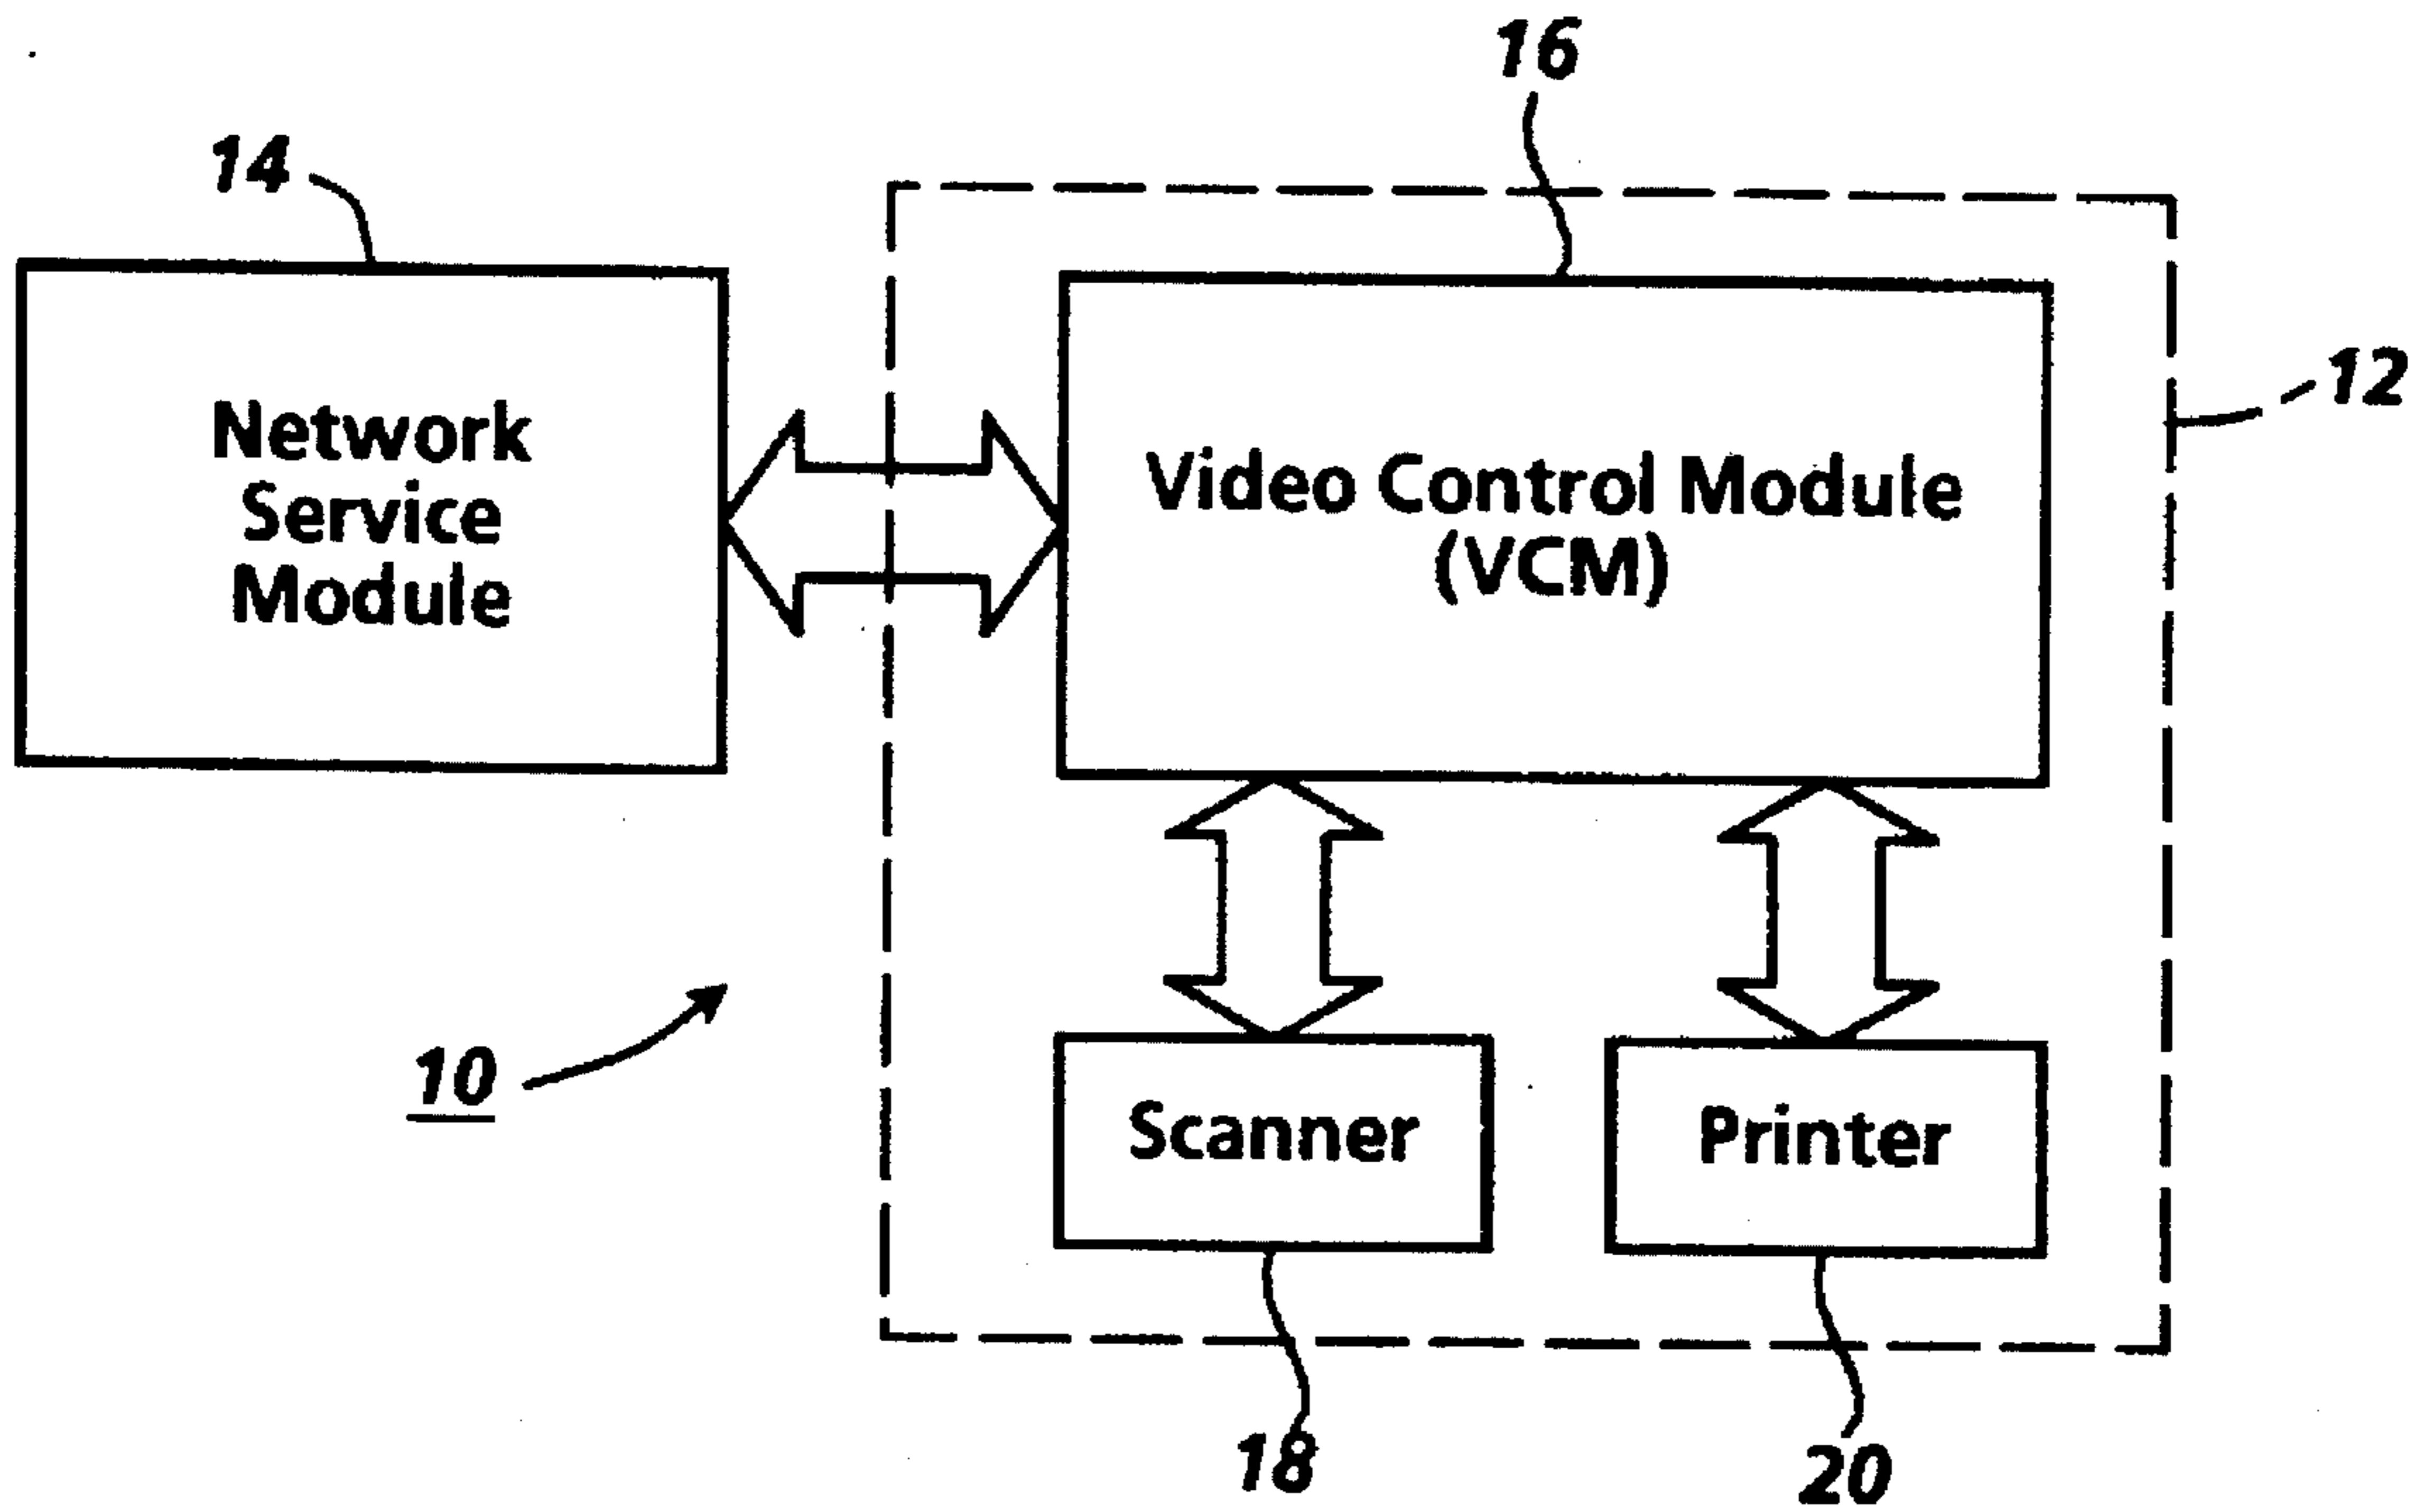 16
14
12
Network
Service
Module
Video Control Module
(VCM)
10
Scanner
Printer
18
20